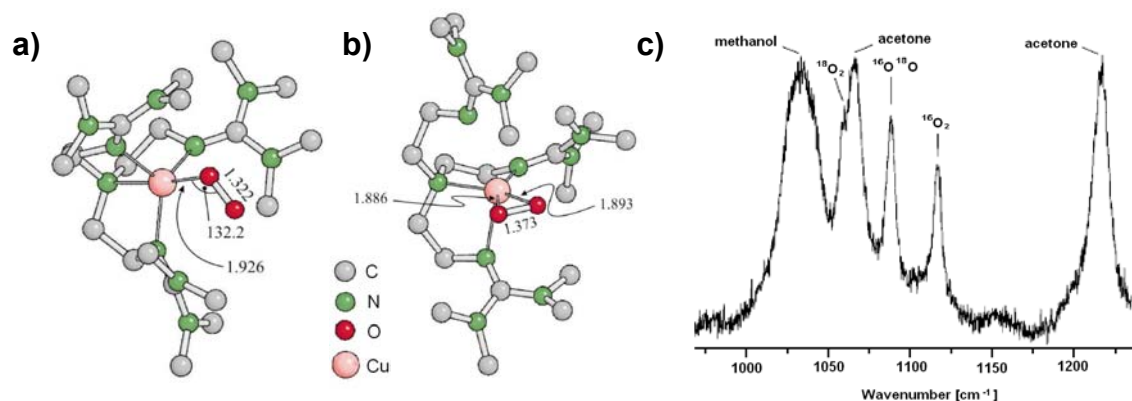 a)
1.322
132.2
1.926
b)
1.886
1.373
1.893
C
N
O
Cu
c)
methanol
acetone
acetone
¹⁸O₂
¹⁶O¹⁸O
¹⁶O₂
1000 1050 1100 1150 1200
Wavenumber [cm⁻¹]